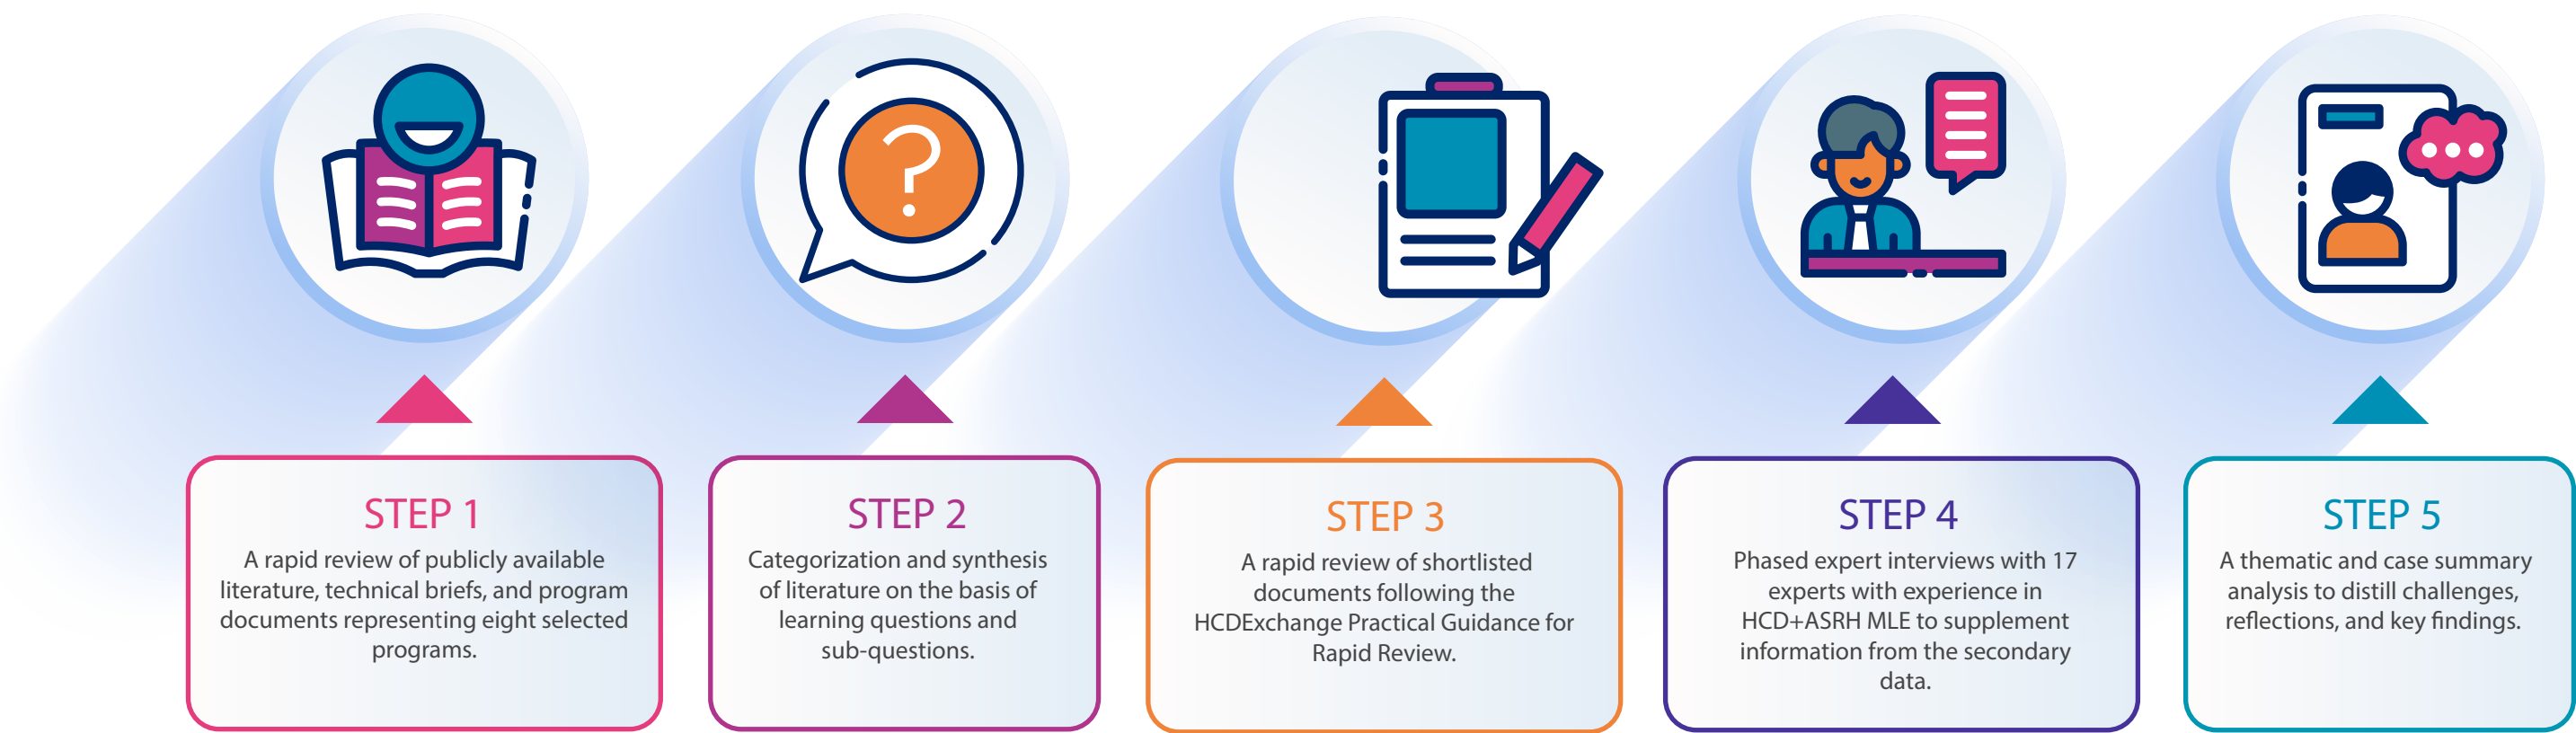 STEP 1
A rapid review of publicly available
literature, technical briefs, and program
documents representing eight selected
programs.
STEP 2
Categorization and synthesis
of literature on the basis of
learning questions and
sub-questions.
STEP 3
A rapid review of shortlisted
documents following the
HCDExchange Practical Guidance for
Rapid Review.
STEP 4
Phased expert interviews with 17
experts with experience in
HCD+ASRH MLE to supplement
information from the secondary
data.
STEP 5
A thematic and case summary
analysis to distill challenges,
reflections, and key findings.